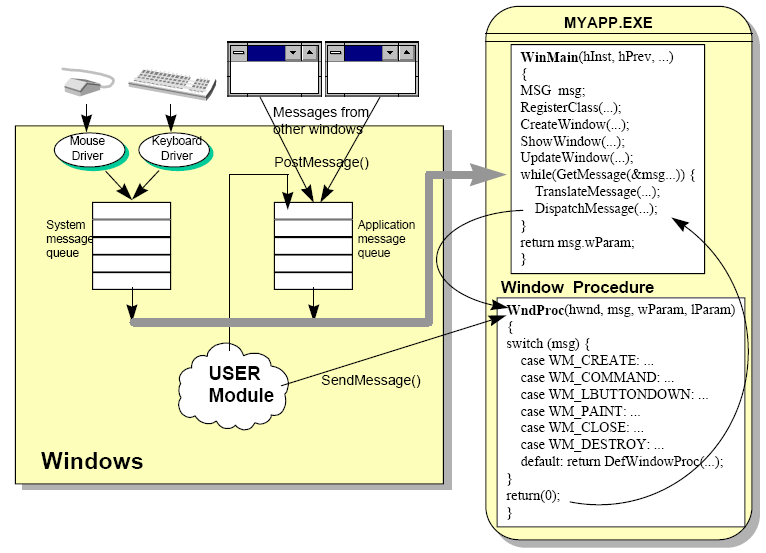 MYAPP.EXE
WinMain(hInst, hPrev, ...)
{
MSG  msg;
RegisterClass(...);
CreateWindow(...);
ShowWindow(...);
UpdateWindow(...);
while(GetMessage(&msg...)) {
TranslateMessage(...);
DispatchMessage(...);
}
return msg.wParam;
}
Window  Procedure
WndProc(hwnd, msg, wParam, lParam)
{
switch (msg) {
case WM_CREATE: ...
case WM_COMMAND: ...
case WM_LBUTTONDOWN: ...
case WM_PAINT: ...
case WM_CLOSE: ...
case WM_DESTROY: ...
default: return DefWindowProc(...);
}
return(0);
}
Messages from
other windows
Mouse
Driver
Keyboard
Driver
PostMessage()
System
message
queue
Application
message
queue
USER
Module
SendMessage()
Windows